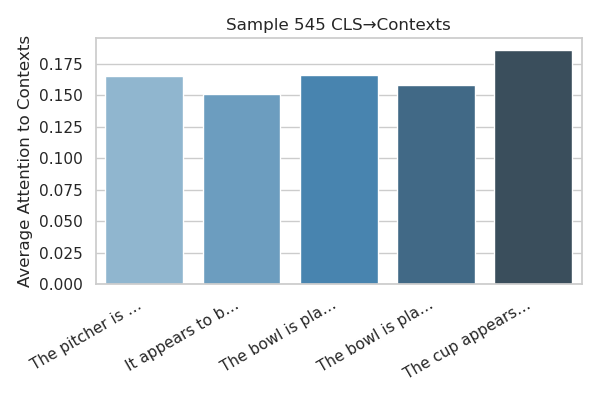 Sample 545 CLS→Contexts
Average Attention to Contexts
0.175
0.150
0.125
0.100
0.075
0.050
0.025
0.000
The pitcher is ...
It appears to b...
The bowl is pla...
The bowl is pla...
The cup appears...